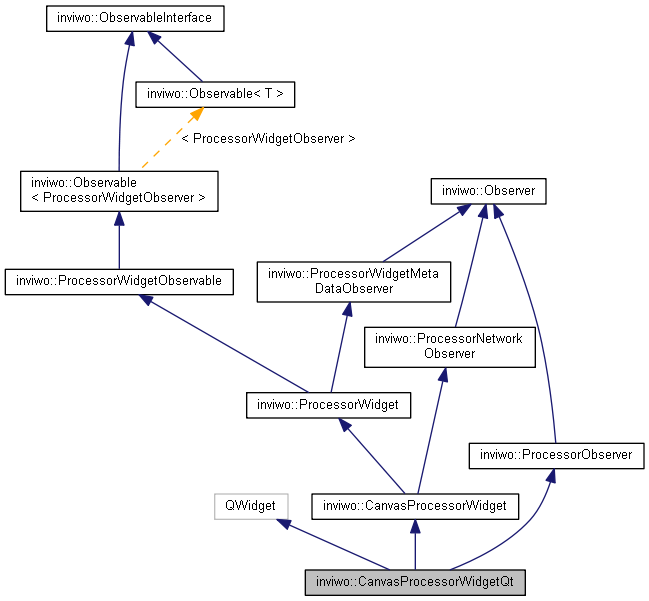 inviwo::ObservableInterface
inviwo::Observable< T >
< ProcessorWidgetObserver >
inviwo::Observable
< ProcessorWidgetObserver >
inviwo::Observer
inviwo::ProcessorWidgetObservable
inviwo::ProcessorWidgetMeta
DataObserver
inviwo::ProcessorNetwork
Observer
inviwo::ProcessorWidget
inviwo::ProcessorObserver
QWidget
inviwo::CanvasProcessorWidget
inviwo::CanvasProcessorWidgetQt